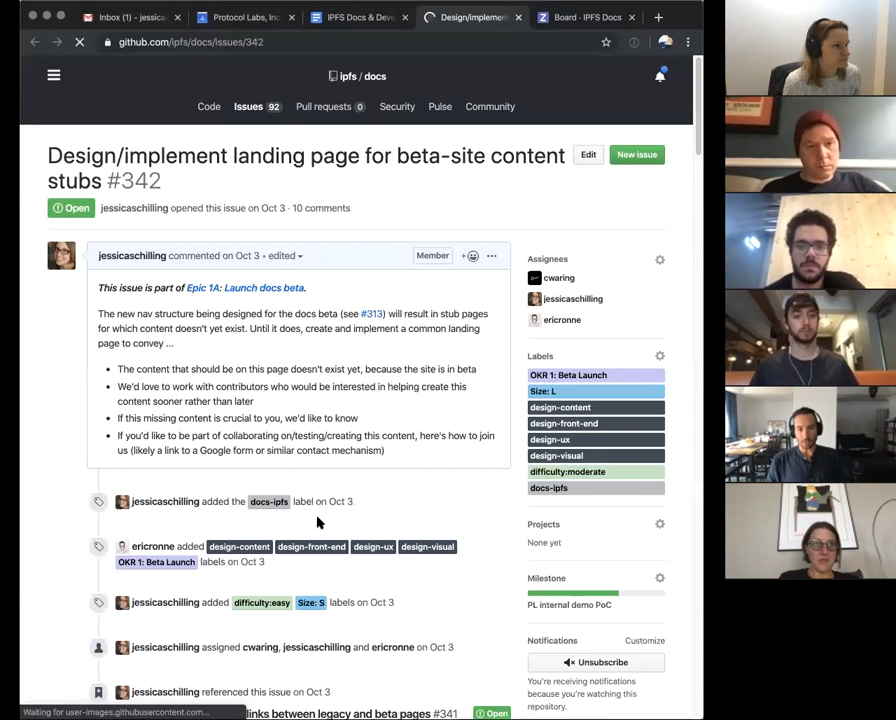 Inbox (1) - jessica
Protocol Labs, Inc
IPFS Docs & Dev
Design/implemen
Board · IPFS Docs
github.com/ipfs/docs/issues/342
ipfs / docs
Code Issues 92 Pull requests 0 Security Pulse Community
Design/implement landing page for beta-site content
stubs #342
Edit
New issue
Open jessicaschilling opened this issue on Oct 3 · 10 comments
jessicaschilling commented on Oct 3 • edited
Member
This issue is part of Epic 1A: Launch docs beta.
The new nav structure being designed for the docs beta (see #313) will result in stub pages
for which content doesn't yet exist. Until it does, create and implement a common landing
page to convey ...
• The content that should be on this page doesn't exist yet, because the site is in beta
• We'd love to work with contributors who would be interested in helping create this
content sooner rather than later
• If this missing content is crucial to you, we'd like to know
• If you'd like to be part of collaborating on/testing/creating this content, here's how to join
us (likely a link to a Google form or similar contact mechanism)
jessicaschilling added the docs-ipfs label on Oct 3
ericronne added design-content design-front-end design-ux design-visual
OKR 1: Beta Launch labels on Oct 3
jessicaschilling added difficulty:easy Size: S labels on Oct 3
jessicaschilling assigned cwaring, jessicaschilling and ericronne on Oct 3
jessicaschilling referenced this issue on Oct 3
links between legacy and beta pages #341
Open
Waiting for user-images.githubusercontent.com...
Assignees
cwaring
jessicaschilling
ericronne
Labels
OKR 1: Beta Launch
Size: L
design-content
design-front-end
design-ux
design-visual
difficulty:moderate
docs-ipfs
Projects
None yet
Milestone
PL internal demo PoC
Notifications
Customize
Unsubscribe
You're receiving notifications
because you're watching this
repository.